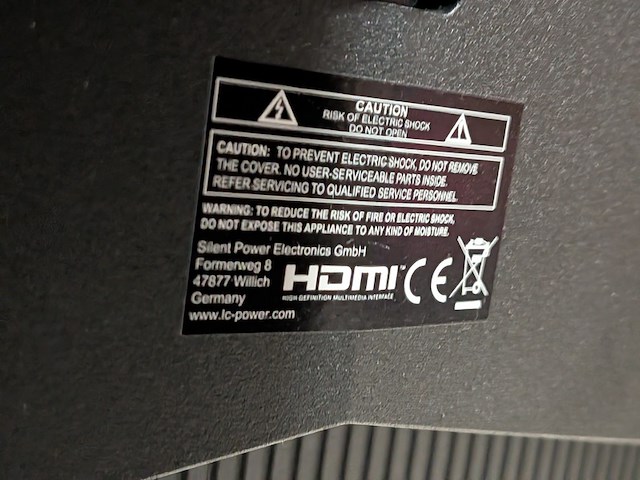 CAUTION
RISK OF ELECTRIC SHOCK
DO NOT OPEN
CAUTION: TO PREVENT ELECTRIC SHOCK, DO NOT REMOVE
THE COVER. NO USER-SERVICEABLE PARTS INSIDE.
REFER SERVICING TO QUALIFIED SERVICE PERSONNEL.
WARNING: TO REDUCE THE RISK OF FIRE OR ELECTRIC SHOCK,
DO NOT EXPOSE THIS APPLIANCE TO ANY KIND OF MOISTURE.
Silent Power Electronics GmbH
Formerweg 8
47877 Willich
Germany
www.lc-power.com
HDMI™
HIGH-DEFINITION MULTIMEDIA INTERFACE
CE